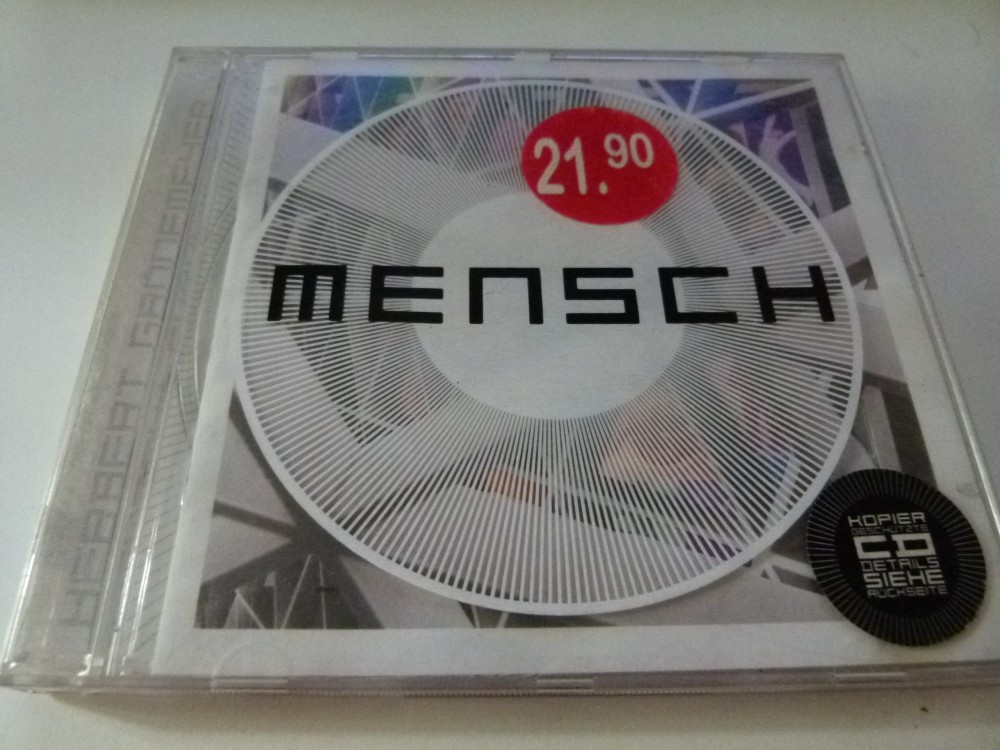 HERBERT GRÖNEMEYER
21.90
MENSCH
KOPIER
GESCHÜTZTE
CD
DETAILS
SIEHE
RÜCKSEITE